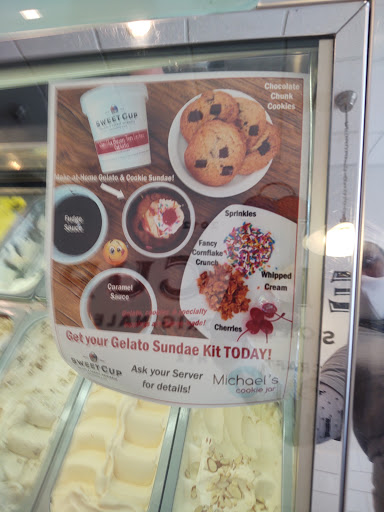 SWEET CUP
Chocolate
Chunk
Cookies
Make-at-Home Gelato & Cookie Sundae!
Fudge
Sauce
Sprinkles
Fancy
Cornflake
Crunch
Whipped
Cream
Caramel
Sauce
Cherries
Get your Gelato Sundae Kit TODAY!
SWEET CUP
Ask your Server
for details!
Michael's
cookie jar